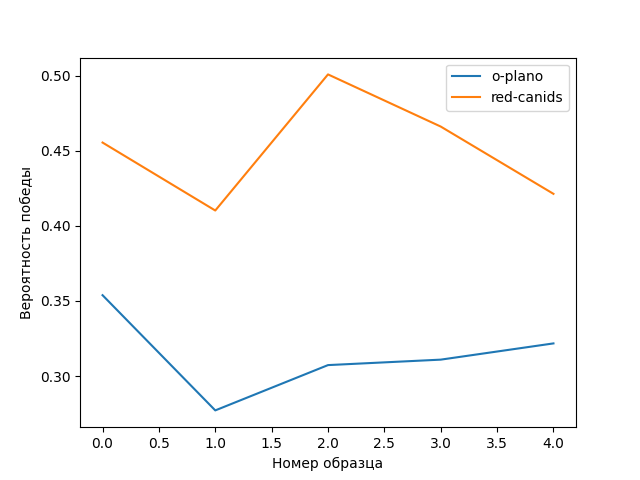 o-plano
red-canids
0.50
0.45
0.40
0.35
0.30
Вероятность победы
0.0 0.5 1.0 1.5 2.0 2.5 3.0 3.5 4.0
Номер образца